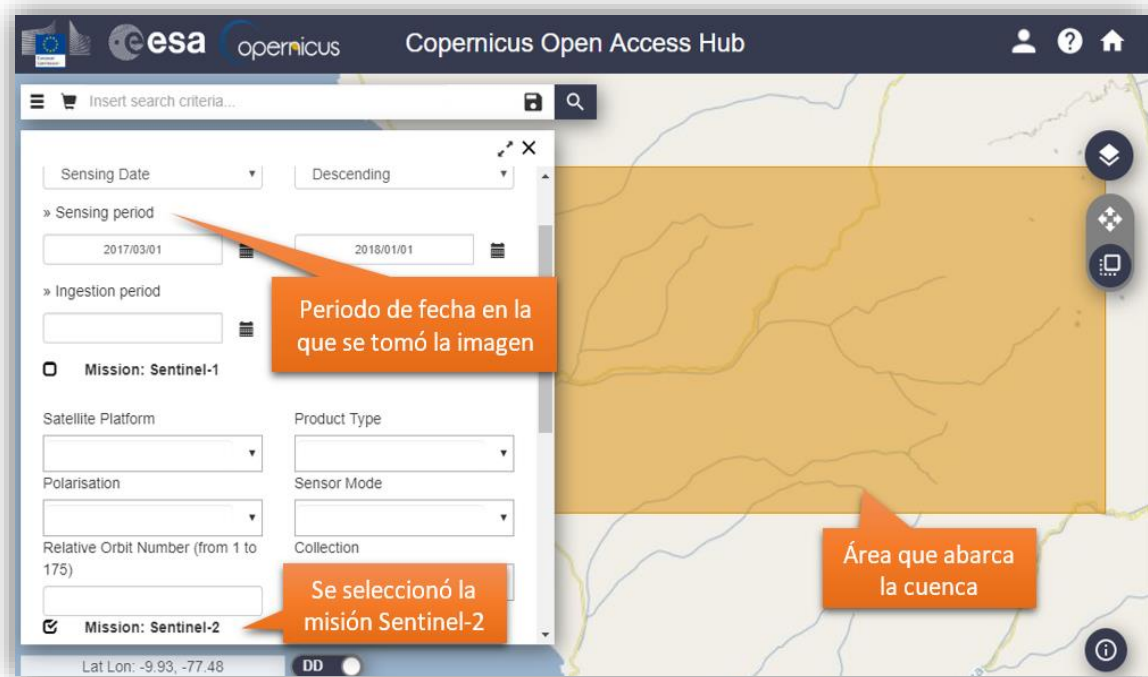 esa opernicus Copernicus Open Access Hub
Insert search criteria...
Sensing Date Descending
» Sensing period
2017/03/01 2018/01/01
» Ingestion period
Periodo de fecha en la
que se tomó la imagen
Mission: Sentinel-1
Satellite Platform Product Type
Polarisation Sensor Mode
Relative Orbit Number (from 1 to
175)
Collection
Se seleccionó la
misión Sentinel-2
Mission: Sentinel-2
Área que abarca
la cuenca
Lat Lon: -9.93, -77.48 DD